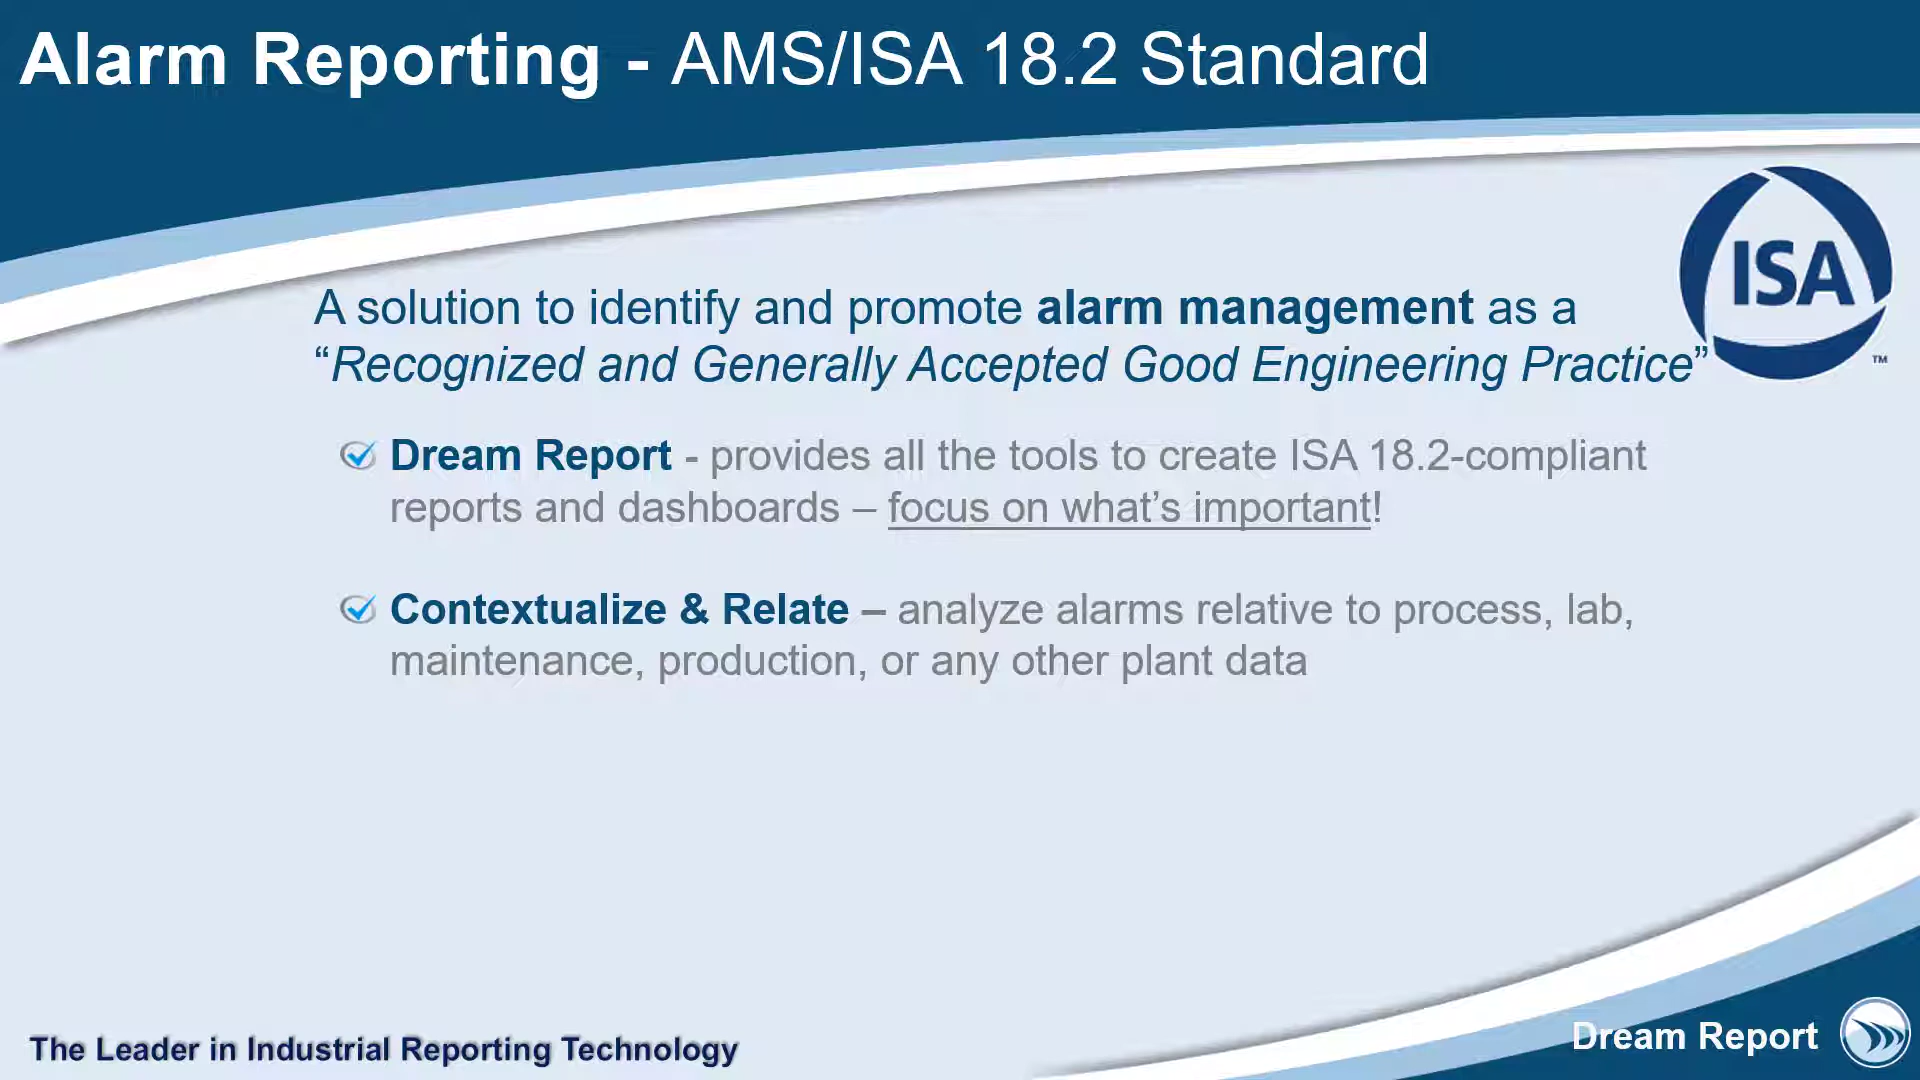 Alarm Reporting - AMS/ISA 18.2 Standard
ISA
A solution to identify and promote alarm management as a
“Recognized and Generally Accepted Good Engineering Practice”
™
Dream Report - provides all the tools to create ISA 18.2-compliant
reports and dashboards – focus on what’s important!
Contextualize & Relate – analyze alarms relative to process, lab,
maintenance, production, or any other plant data
The Leader in Industrial Reporting Technology
Dream Report